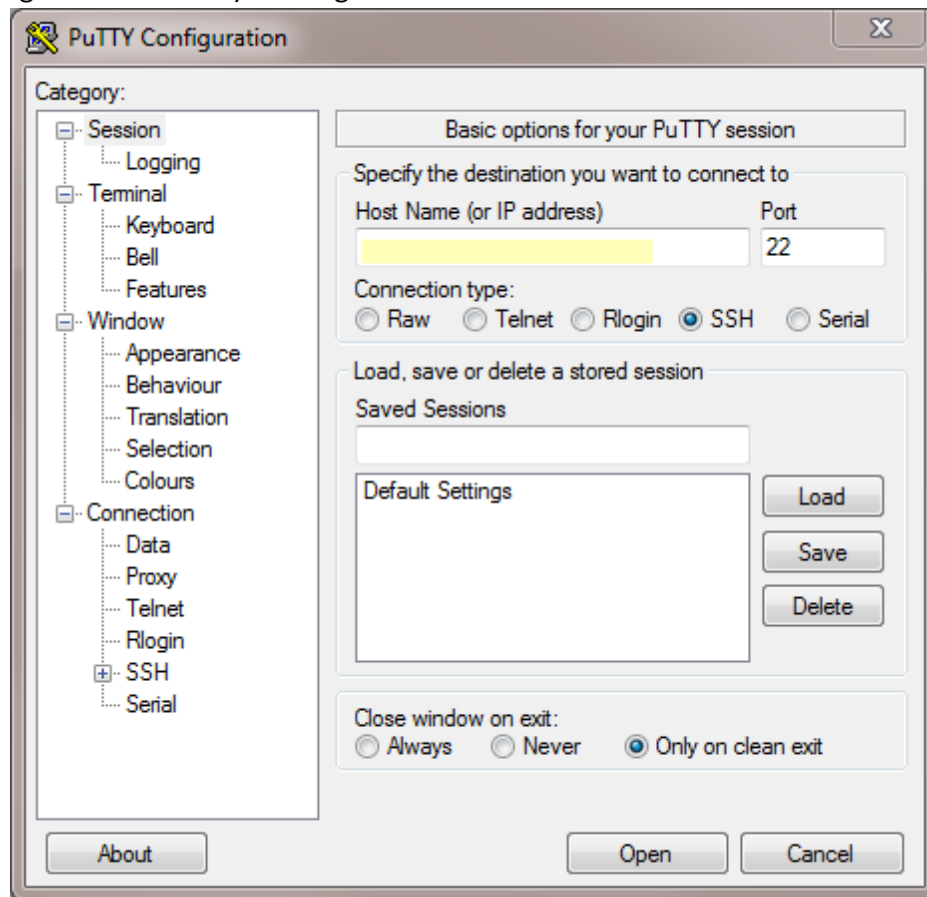 PuTTY Configuration
Category:
Session
Logging
Terminal
Keyboard
Bell
Features
Window
Appearance
Behaviour
Translation
Selection
Colours
Connection
Data
Proxy
Telnet
Rlogin
SSH
Serial
Basic options for your PuTTY session
Specify the destination you want to connect to
Host Name (or IP address) Port
22
Connection type:
Raw Telnet Rlogin SSH Serial
Load, save or delete a stored session
Saved Sessions
Default Settings
Load
Save
Delete
Close window on exit:
Always Never Only on clean exit
About Open Cancel